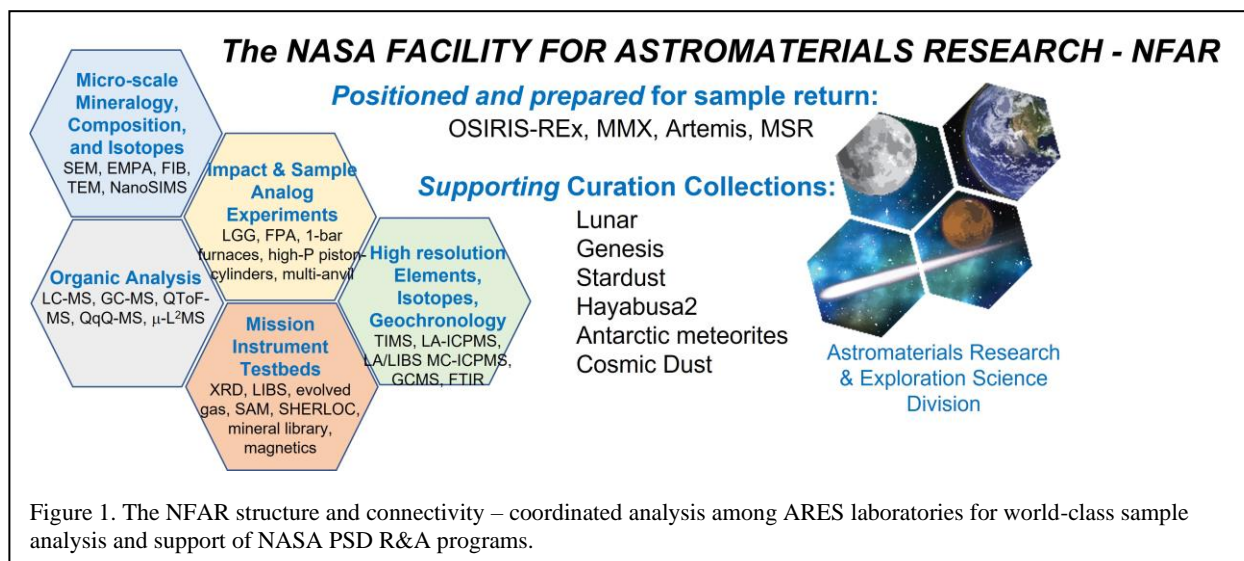 The NASA FACILITY FOR ASTROMATERIALS RESEARCH - NFAR
Micro-scale
Mineralogy,
Composition,
and Isotopes
SEM, EMPA, FIB,
TEM, NanoSIMS
Impact & Sample
Analog
Experiments
LGG, FPA, 1-bar
furnaces, high-P piston-
cylinders, multi-anvil
Organic Analysis
LC-MS, GC-MS, QToF-
MS, QqQ-MS, μ-L²MS
High resolution
Elements,
Isotopes,
Geochronology
TIMS, LA-ICPMS,
LA/LIBS MC-ICPMS,
GCMS, FTIR
Mission
Instrument
Testbeds
XRD, LIBS, evolved
gas, SAM, SHERLOC,
mineral library,
magnetics
Positioned and prepared for sample return:
OSIRIS-REx, MMX, Artemis, MSR
Supporting Curation Collections:
Lunar
Genesis
Stardust
Hayabusa2
Antarctic meteorites
Cosmic Dust
Astromaterials Research
& Exploration Science
Division
Figure 1. The NFAR structure and connectivity – coordinated analysis among ARES laboratories for world-class sample
analysis and support of NASA PSD R&A programs.